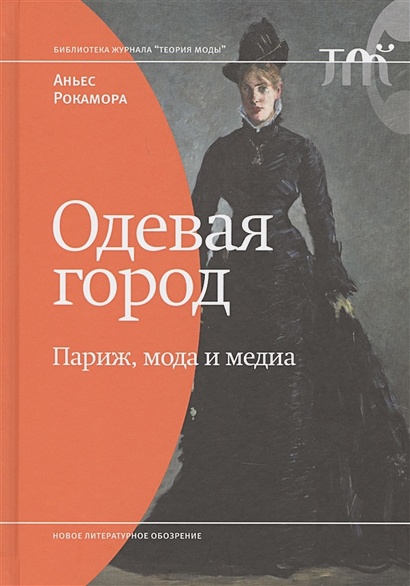 БИБЛИОТЕКА ЖУРНАЛА "ТЕОРИЯ МОДЫ"
Аньес
Рокамора
Одевая
город
Париж, мода и медиа
НОВОЕ ЛИТЕРАТУРНОЕ ОБОЗРЕНИЕ